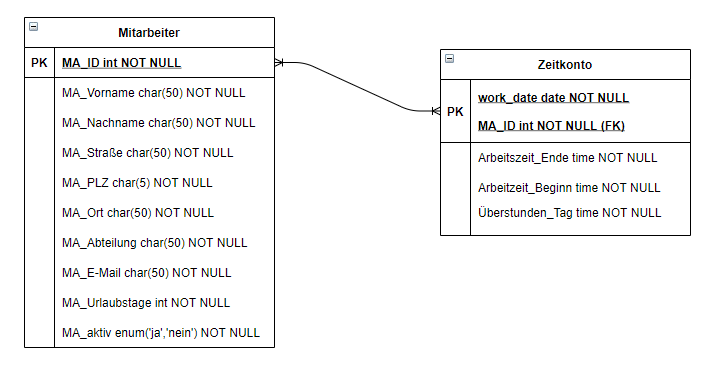 Mitarbeiter
PK
MA_ID int NOT NULL
MA_Vorname char(50) NOT NULL
MA_Nachname char(50) NOT NULL
MA_Straße char(50) NOT NULL
MA_PLZ char(5) NOT NULL
MA_Ort char(50) NOT NULL
MA_Abteilung char(50) NOT NULL
MA_E-Mail char(50) NOT NULL
MA_Urlaubstage int NOT NULL
MA_aktiv enum('ja','nein') NOT NULL
Zeitkonto
PK
work_date date NOT NULL
MA_ID int NOT NULL (FK)
Arbeitszeit_Ende time NOT NULL
Arbeitzeit_Beginn time NOT NULL
Überstunden_Tag time NOT NULL